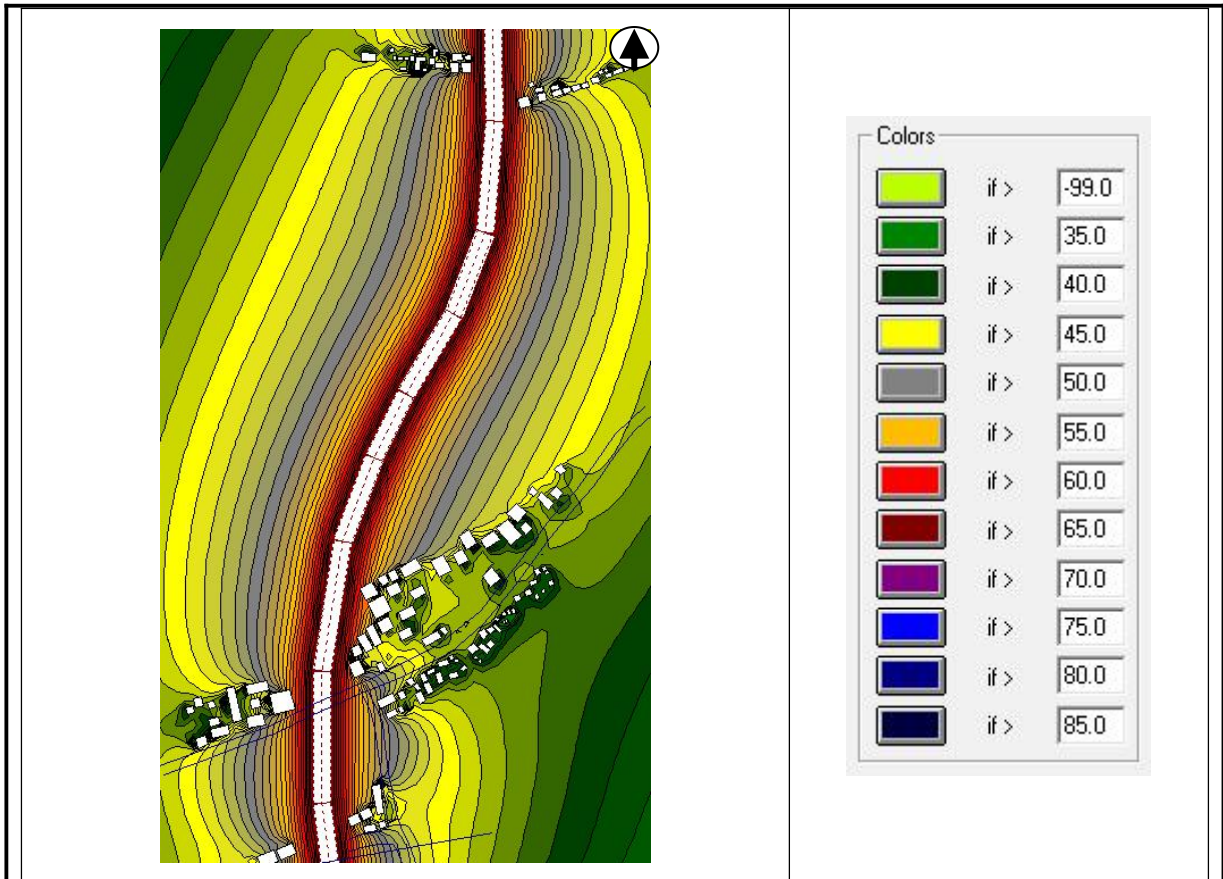 Colors
if > -99.0
if > 35.0
if > 40.0
if > 45.0
if > 50.0
if > 55.0
if > 60.0
if > 65.0
if > 70.0
if > 75.0
if > 80.0
if > 85.0